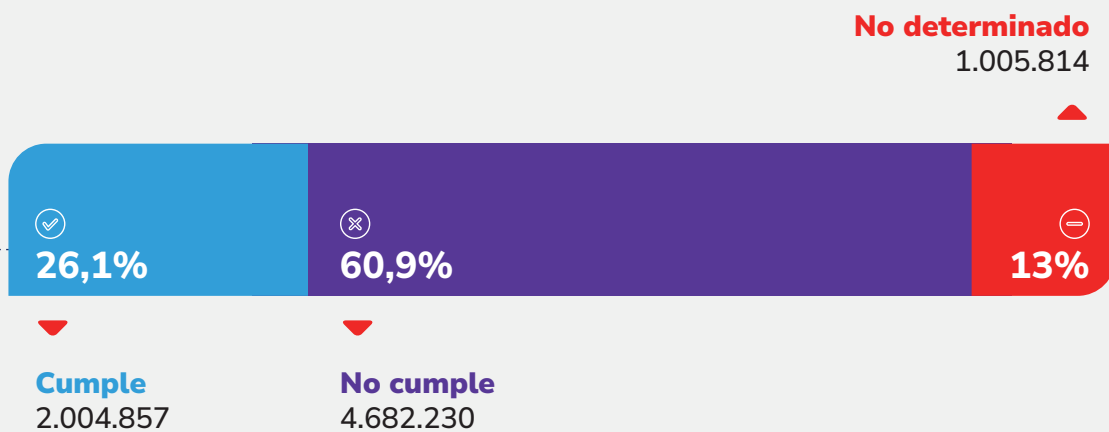 No determinado
1.005.814
26,1%
60,9%
13%
Cumple
2.004.857
No cumple
4.682.230